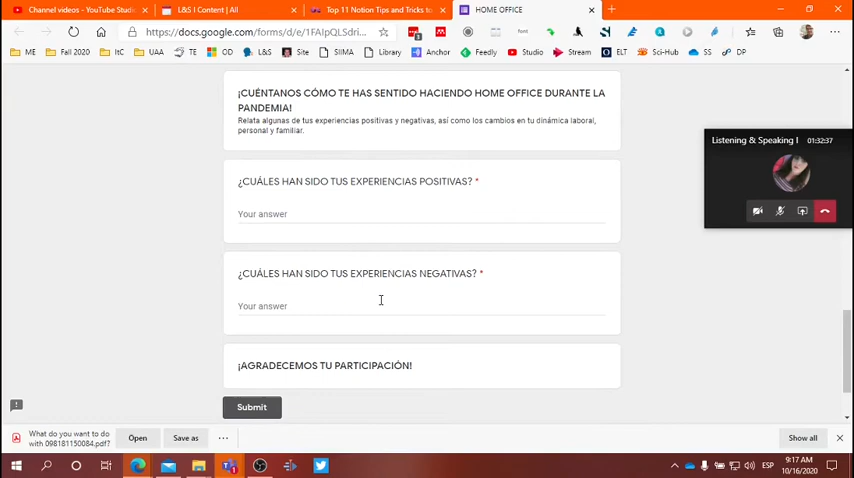 Channel videos - YouTube Studi
L&S I Content | All
Top 11 Notion Tips and Tricks to
HOME OFFICE
https://docs.google.com/forms/d/e/1FAIpQLSdri...
ME
Fall 2020
ItC
UAA
TE
OD
L&S
Site
SIIMA
Library
Anchor
Feedly
Studio
Stream
ELT
Sci-Hub
SS
DP
¡CUÉNTANOS CÓMO TE HAS SENTIDO HACIENDO HOME OFFICE DURANTE LA
PANDEMIA!
Relata algunas de tus experiencias positivas y negativas, así como los cambios en tu dinámica laboral,
personal y familiar.
Listening & Speaking I 01:32:37
¿CUÁLES HAN SIDO TUS EXPERIENCIAS POSITIVAS? *
Your answer
¿CUÁLES HAN SIDO TUS EXPERIENCIAS NEGATIVAS? *
Your answer
¡AGRADECEMOS TU PARTICIPACIÓN!
Submit
What do you want to do
with 098181150084.pdf?
Open
Save as
...
Show all
ESP
9:17 AM
10/16/2020